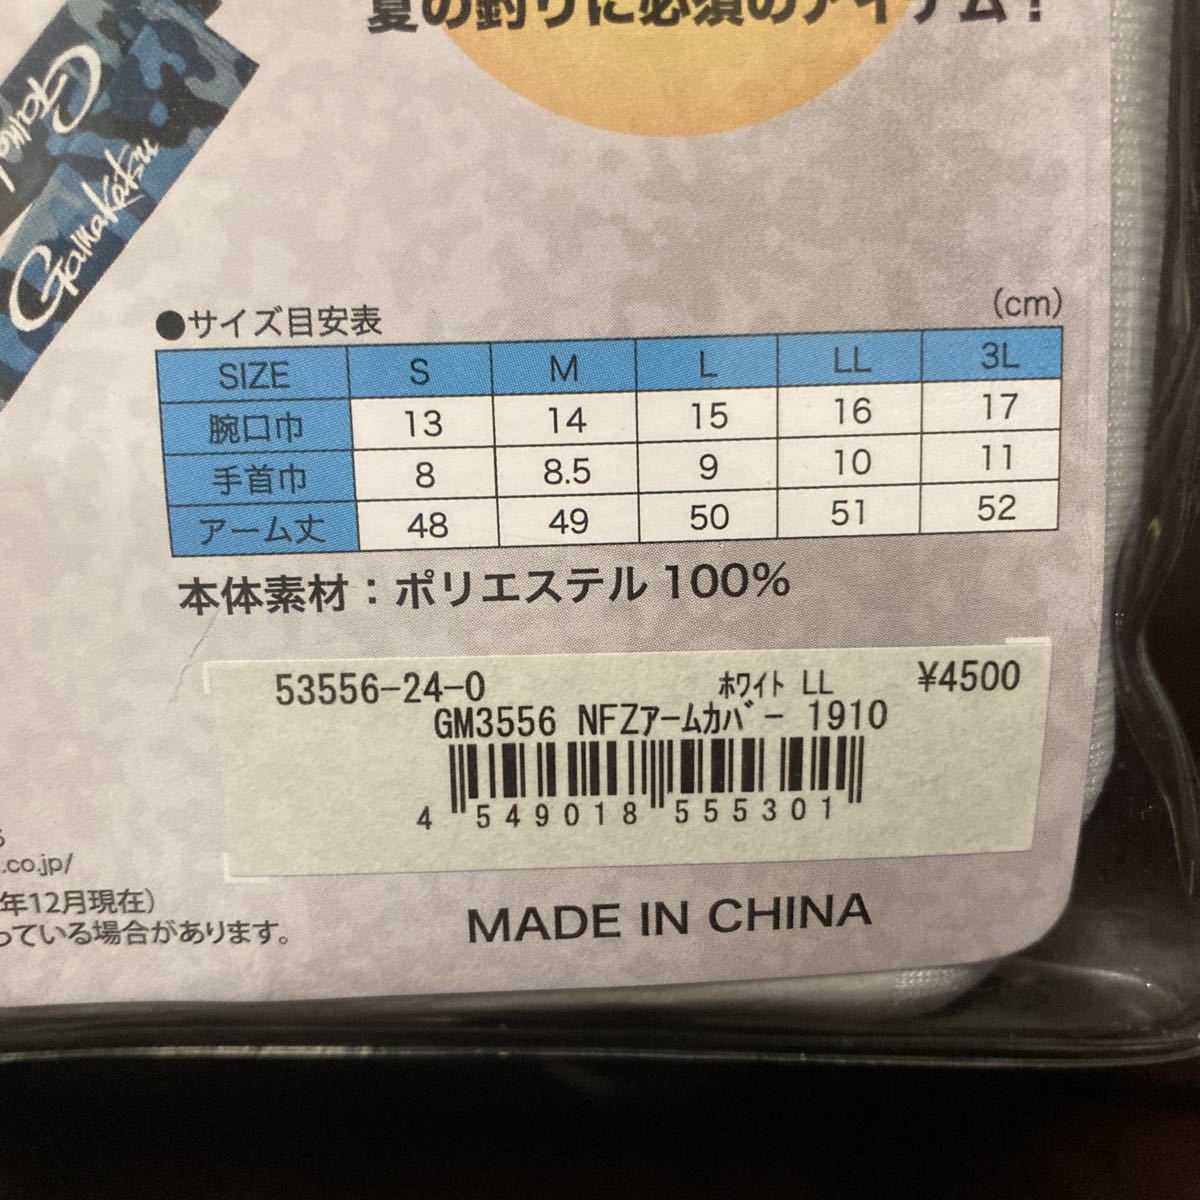 夏の釣りに必須のアイテム!
Gamakatsu
●サイズ目安表
(cm)
SIZE S M L LL 3L
腕口巾 13 14 15 16 17
手首巾 8 8.5 9 10 11
アーム丈 48 49 50 51 52
本体素材：ポリエステル 100%
53556-24-0 ﾎﾜｲﾄ LL ¥4500
GM3556 NFZｱｰﾑｶﾊﾞｰ 1910
4 549018 555301
.co.jp/
年12月現在)
っている場合があります。
MADE IN CHINA